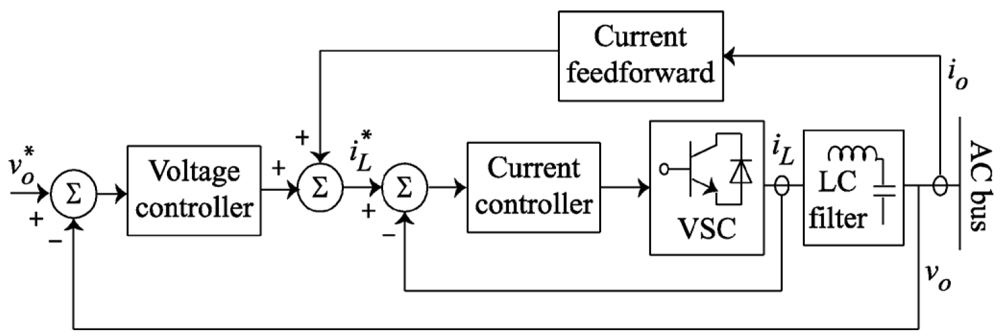 Current
feedforward
i_o
+
v_o^*
Σ
+
−
Voltage
controller
+
Σ
i_L^*
Σ
+
−
Current
controller
VSC
i_L
LC
filter
AC bus
v_o